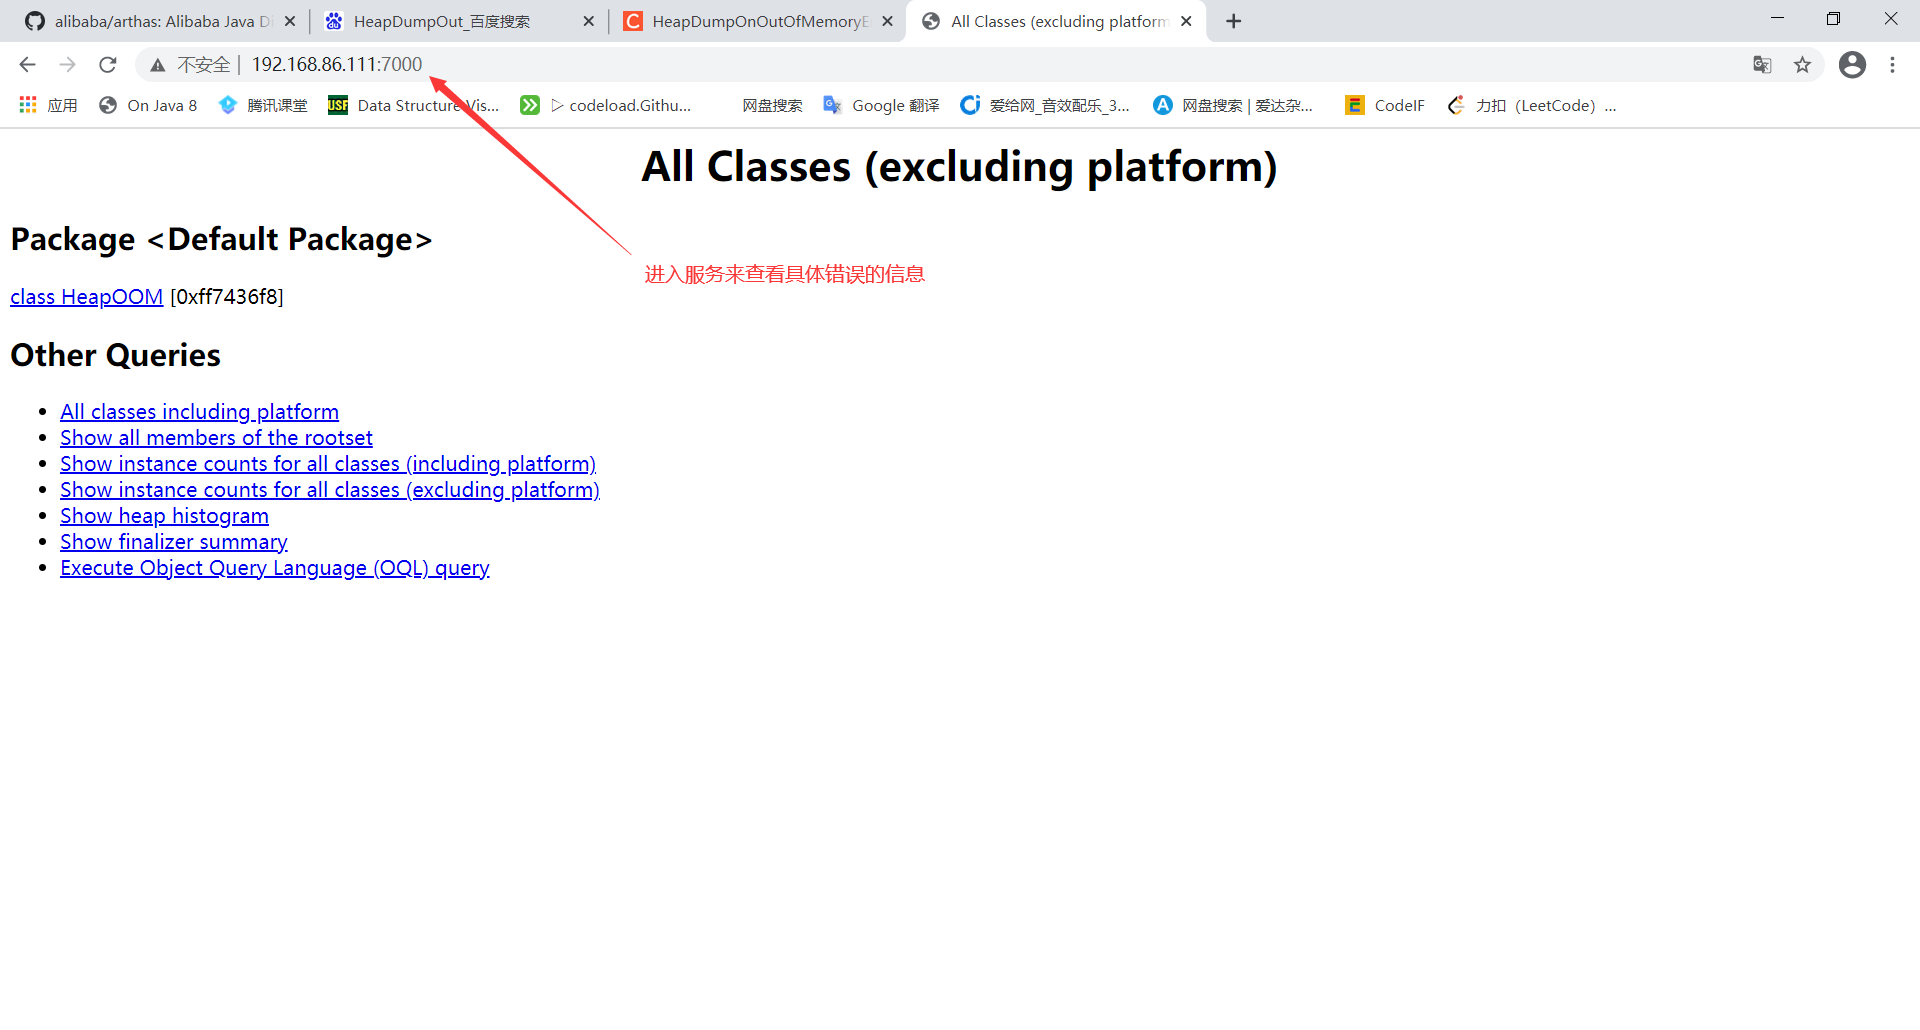 alibaba/arthas: Alibaba Java Di
HeapDumpOut_百度搜索
HeapDumpOnOutOfMemoryE
All Classes (excluding platform
不安全 | 192.168.86.111:7000
应用
On Java 8
腾讯课堂
USF
Data Structure Vis...
▷ codeload.Githu...
网盘搜索
Google 翻译
爱给网_音效配乐_3...
网盘搜索 | 爱达杂...
CodeIF
力扣（LeetCode）...
All Classes (excluding platform)
Package <Default Package>
进入服务来查看具体错误的信息
class HeapOOM [0xff7436f8]
Other Queries
All classes including platform
Show all members of the rootset
Show instance counts for all classes (including platform)
Show instance counts for all classes (excluding platform)
Show heap histogram
Show finalizer summary
Execute Object Query Language (OQL) query